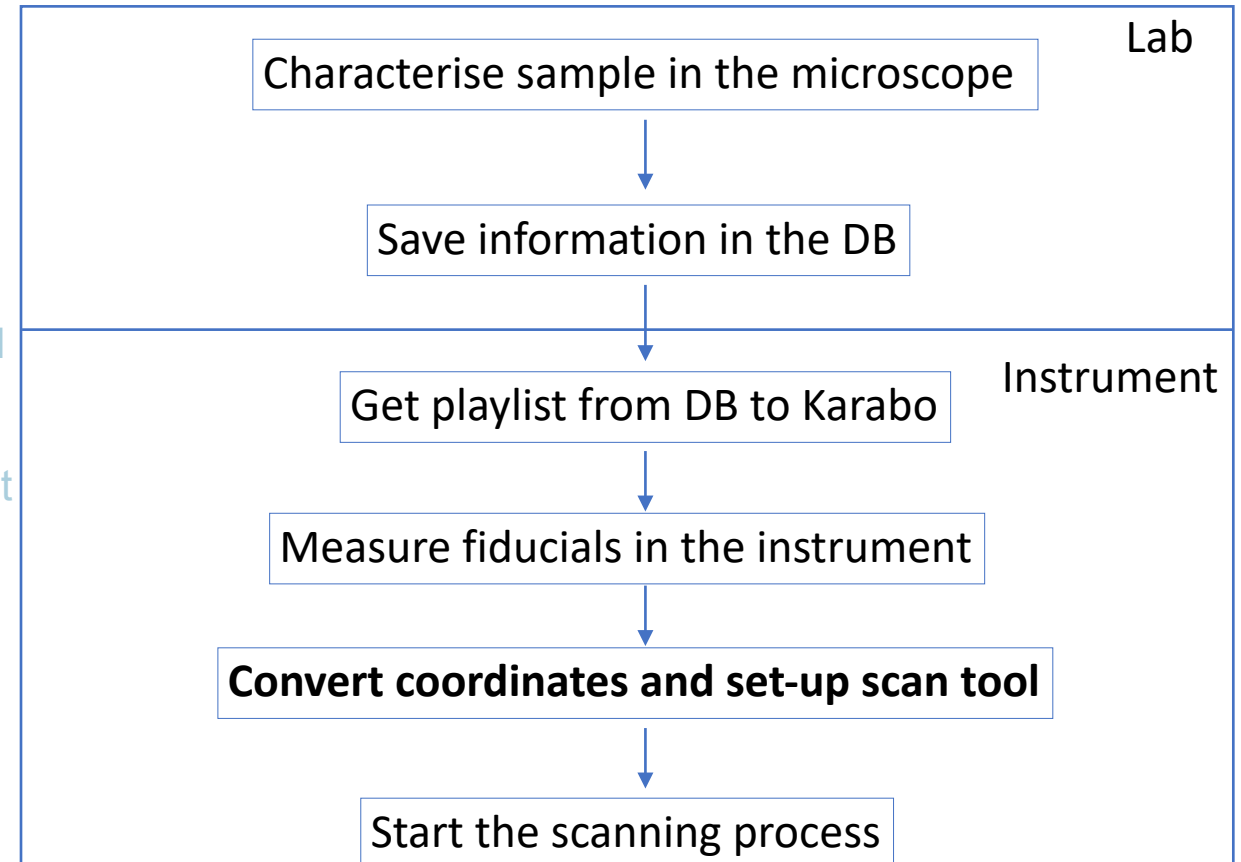 Lab
Characterise sample in the microscope
Save information in the DB
Instrument
Get playlist from DB to Karabo
Measure fiducials in the instrument
Convert coordinates and set-up scan tool
Start the scanning process